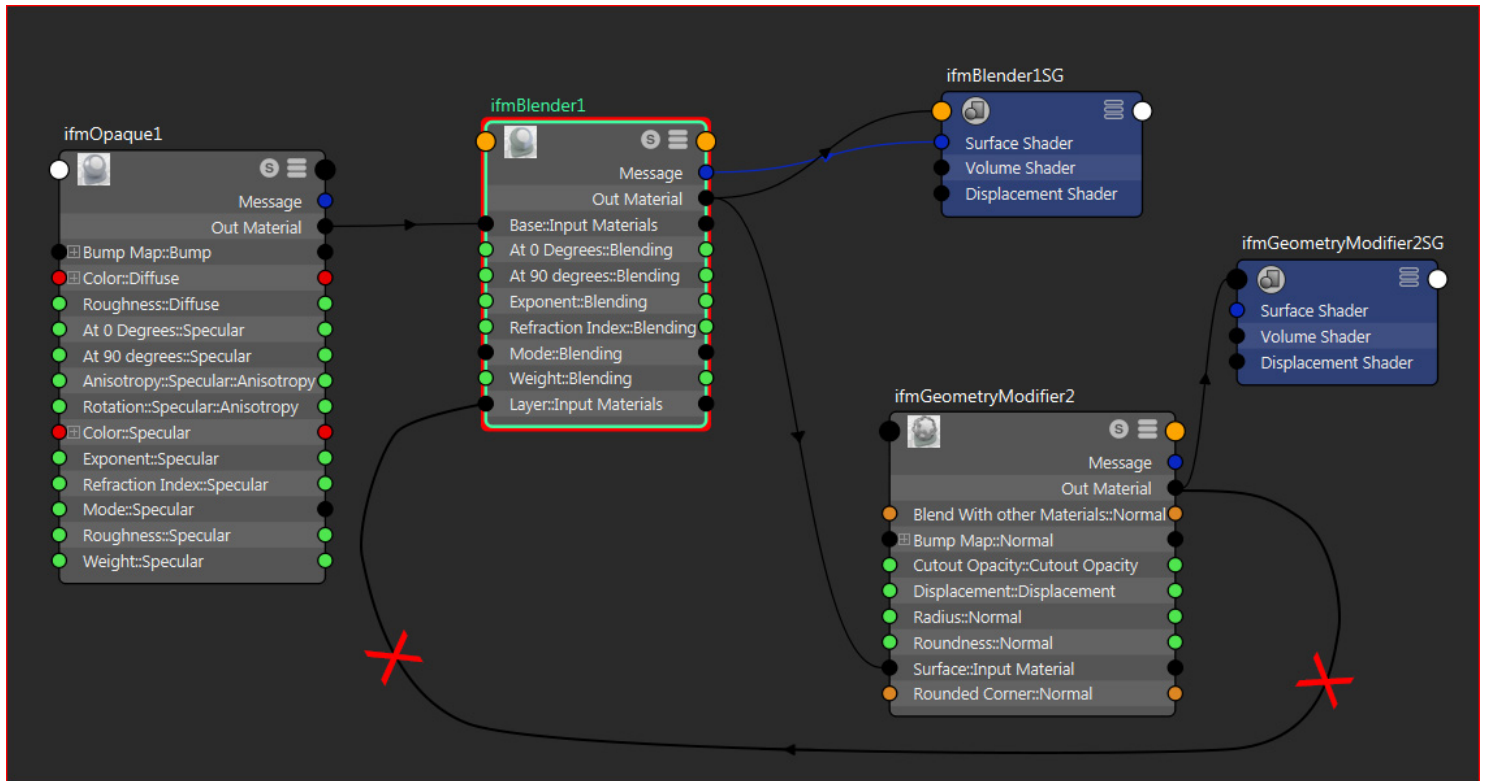 ifmOpaque1
S
Message
Out Material
Bump Map::Bump
Color::Diffuse
Roughness::Diffuse
At 0 Degrees::Specular
At 90 degrees::Specular
Anisotropy::Specular::Anisotropy
Rotation::Specular::Anisotropy
Color::Specular
Exponent::Specular
Refraction Index::Specular
Mode::Specular
Roughness::Specular
Weight::Specular
ifmBlender1
S
Message
Out Material
Base::Input Materials
At 0 Degrees::Blending
At 90 degrees::Blending
Exponent::Blending
Refraction Index::Blending
Mode::Blending
Weight::Blending
Layer::Input Materials
ifmBlender1SG
Surface Shader
Volume Shader
Displacement Shader
ifmGeometryModifier2SG
Surface Shader
Volume Shader
Displacement Shader
ifmGeometryModifier2
S
Message
Out Material
Blend With other Materials::Normal
Bump Map::Normal
Cutout Opacity::Cutout Opacity
Displacement::Displacement
Radius::Normal
Roundness::Normal
Surface::Input Material
Rounded Corner::Normal